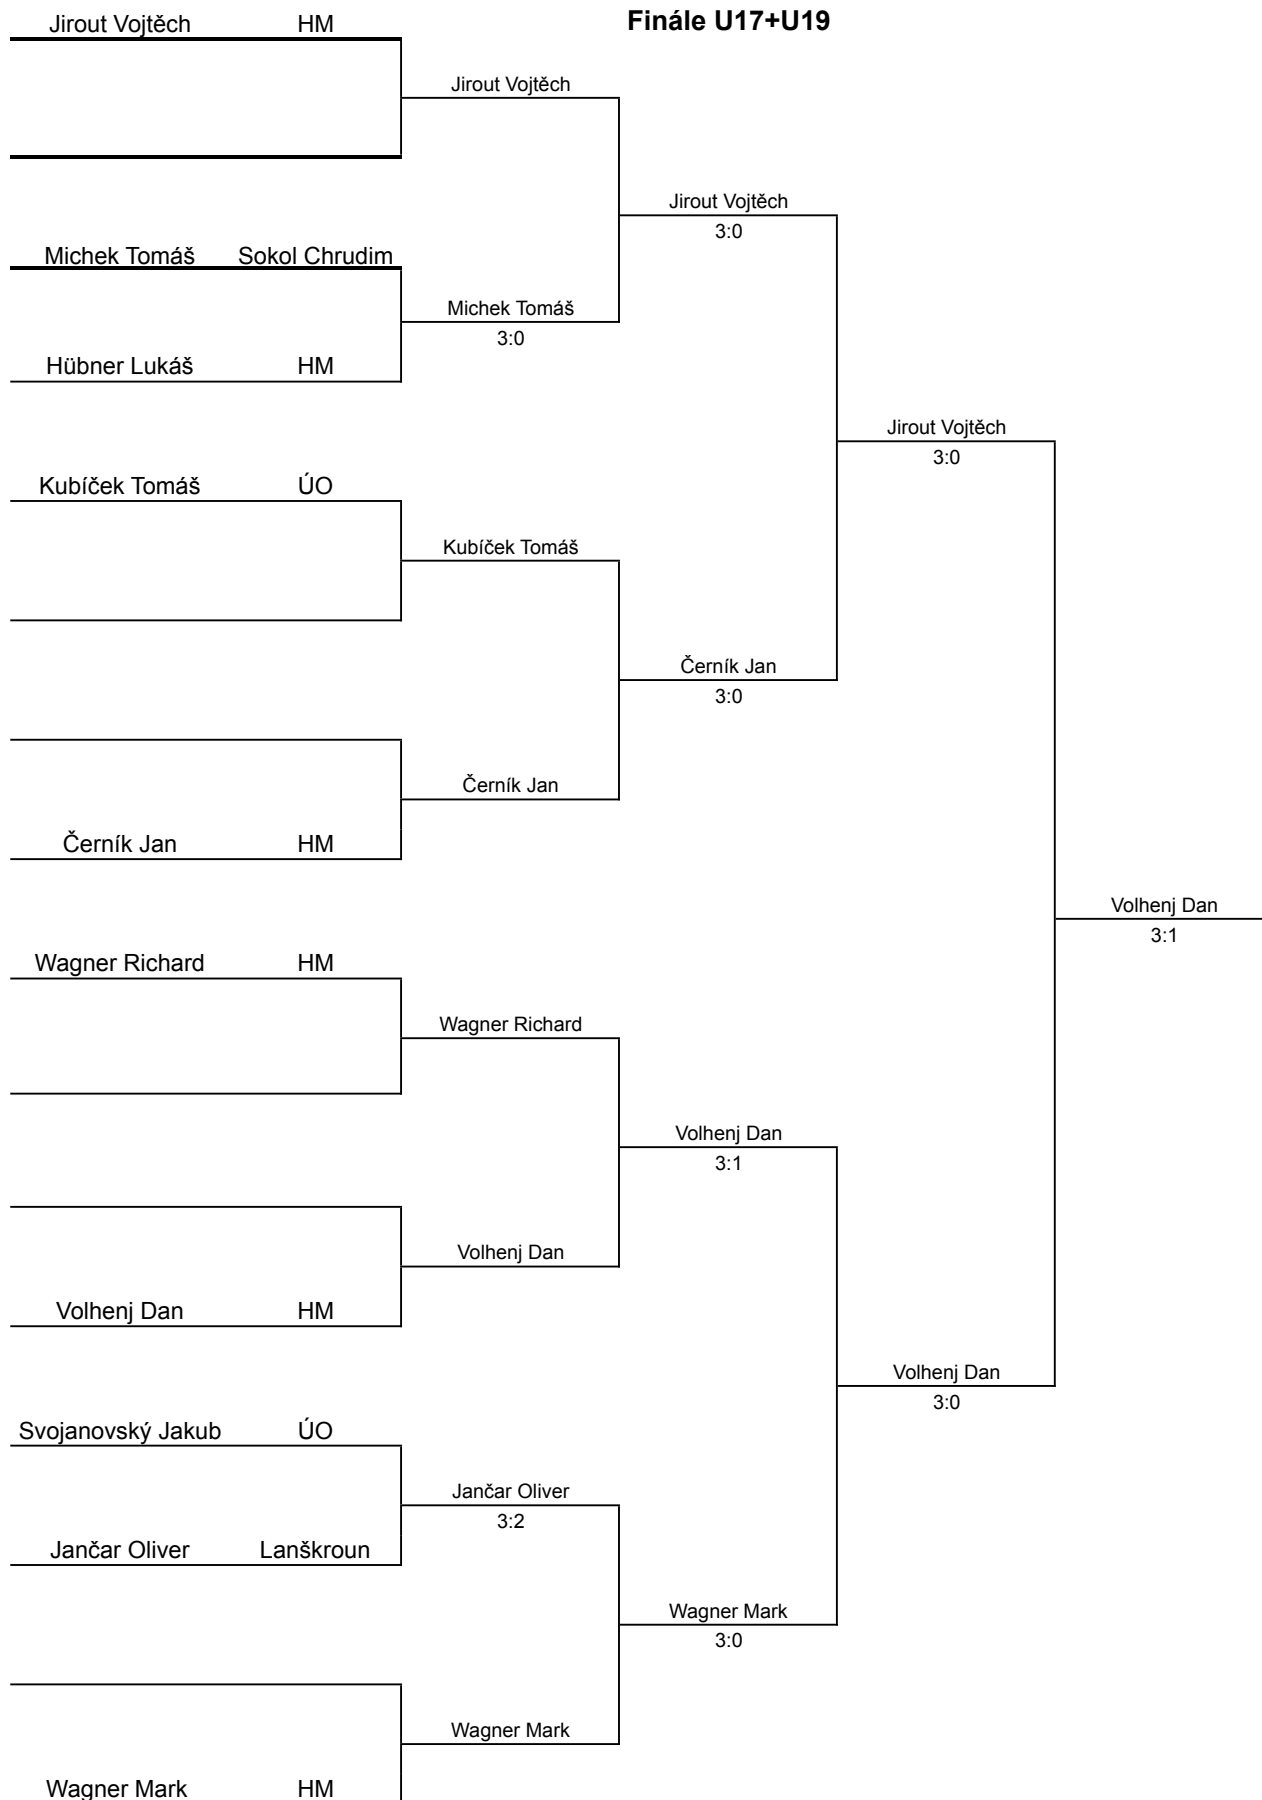 Finále U17+U19
Jirout Vojtěch HM
Jirout Vojtěch
Jirout Vojtěch
3:0
Michek Tomáš Sokol Chrudim
Michek Tomáš
3:0
Hübner Lukáš HM
Jirout Vojtěch
3:0
Kubíček Tomáš ÚO
Kubíček Tomáš
Černík Jan
3:0
Černík Jan
Černík Jan HM
Volhenj Dan
3:1
Wagner Richard HM
Wagner Richard
Volhenj Dan
3:1
Volhenj Dan
Volhenj Dan HM
Volhenj Dan
3:0
Svojanovský Jakub ÚO
Jančar Oliver
3:2
Jančar Oliver Lanškroun
Wagner Mark
3:0
Wagner Mark
Wagner Mark HM